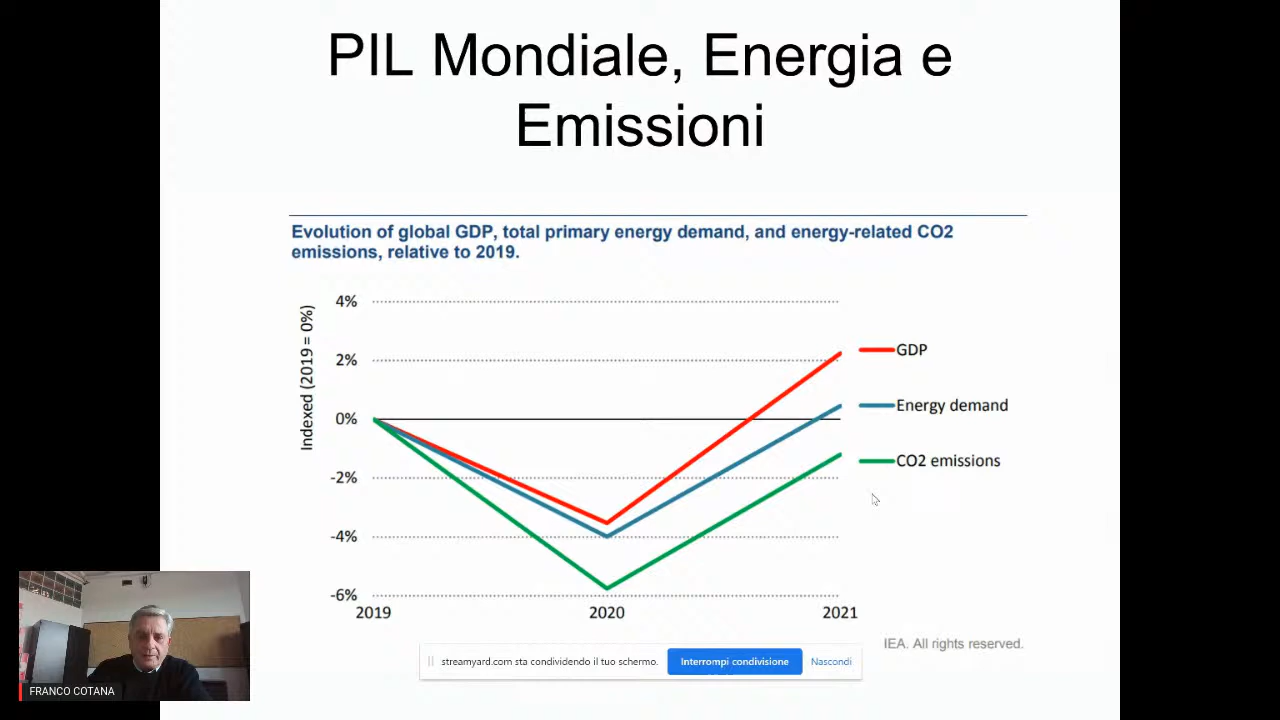 PIL Mondiale, Energia e
Emissioni
Evolution of global GDP, total primary energy demand, and energy-related CO2
emissions, relative to 2019.
Indexed (2019 = 0%)
4%
2%
0%
-2%
-4%
-6%
2019
2020
2021
GDP
Energy demand
CO2 emissions
IEA. All rights reserved.
streamyard.com sta condividendo il tuo schermo.
Interrompi condivisione
Nascondi
FRANCO COTANA